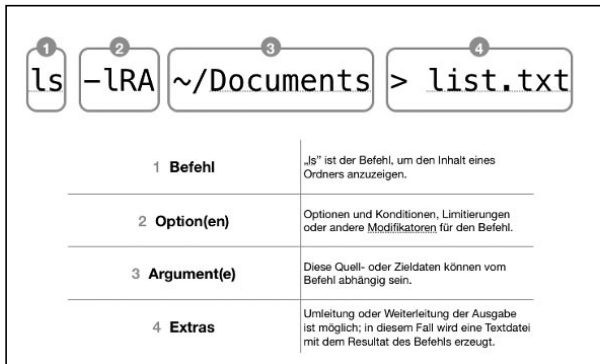 1 2 3 4
ls -lRA ~/Documents > list.txt
1 Befehl
„ls” ist der Befehl, um den Inhalt eines
Ordners anzuzeigen.
2 Option(en)
Optionen und Konditionen, Limitierungen
oder andere Modifikatoren für den Befehl.
3 Argument(e)
Diese Quell- oder Zieldaten können vom
Befehl abhängig sein.
4 Extras
Umleitung oder Weiterleitung der Ausgabe
ist möglich; in diesem Fall wird eine Textdatei
mit dem Resultat des Befehls erzeugt.